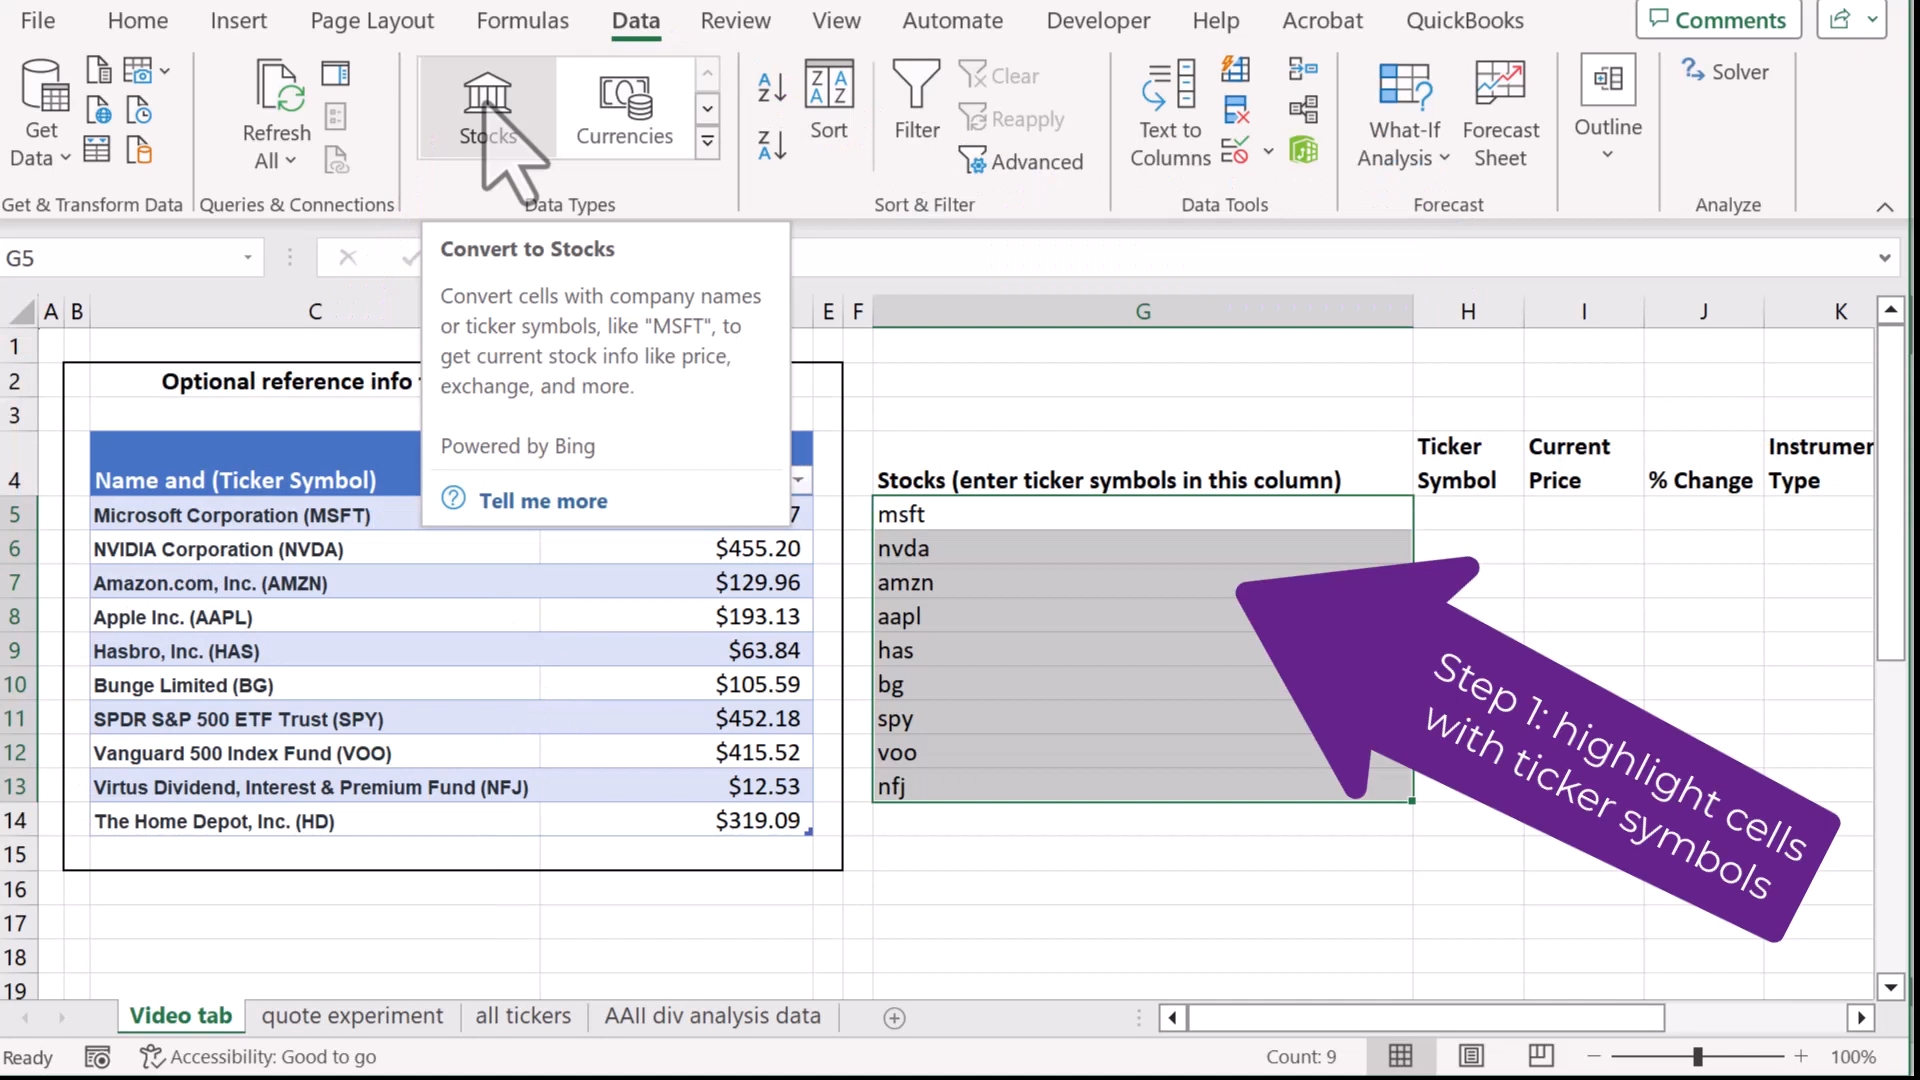 File Home Insert Page Layout Formulas Data Review View Automate Developer Help Acrobat QuickBooks Comments
Get
Data
Refresh
All
Stocks
Currencies
Sort
Filter
Clear
Reapply
Advanced
Text to
Columns
What-If
Analysis
Forecast
Sheet
Outline
Solver
Get & Transform Data Queries & Connections Data Types Sort & Filter Data Tools Forecast Analyze
G5
Convert to Stocks
Convert cells with company names
or ticker symbols, like "MSFT", to
get current stock info like price,
exchange, and more.
Powered by Bing
Tell me more
A B C E F G H I J K
1
2 Optional reference info
3
4 Name and (Ticker Symbol) Stocks (enter ticker symbols in this column) Ticker Symbol Current Price % Change Instrumen Type
5 Microsoft Corporation (MSFT) 7 msft
6 NVIDIA Corporation (NVDA) $455.20 nvda
7 Amazon.com, Inc. (AMZN) $129.96 amzn
8 Apple Inc. (AAPL) $193.13 aapl
9 Hasbro, Inc. (HAS) $63.84 has
10 Bunge Limited (BG) $105.59 bg
11 SPDR S&P 500 ETF Trust (SPY) $452.18 spy
12 Vanguard 500 Index Fund (VOO) $415.52 voo
13 Virtus Dividend, Interest & Premium Fund (NFJ) $12.53 nfj
14 The Home Depot, Inc. (HD) $319.09
15
16
17
18
19
Step 1: highlight cells
with ticker symbols
Video tab quote experiment all tickers AAII div analysis data
Ready Accessibility: Good to go Count: 9 100%